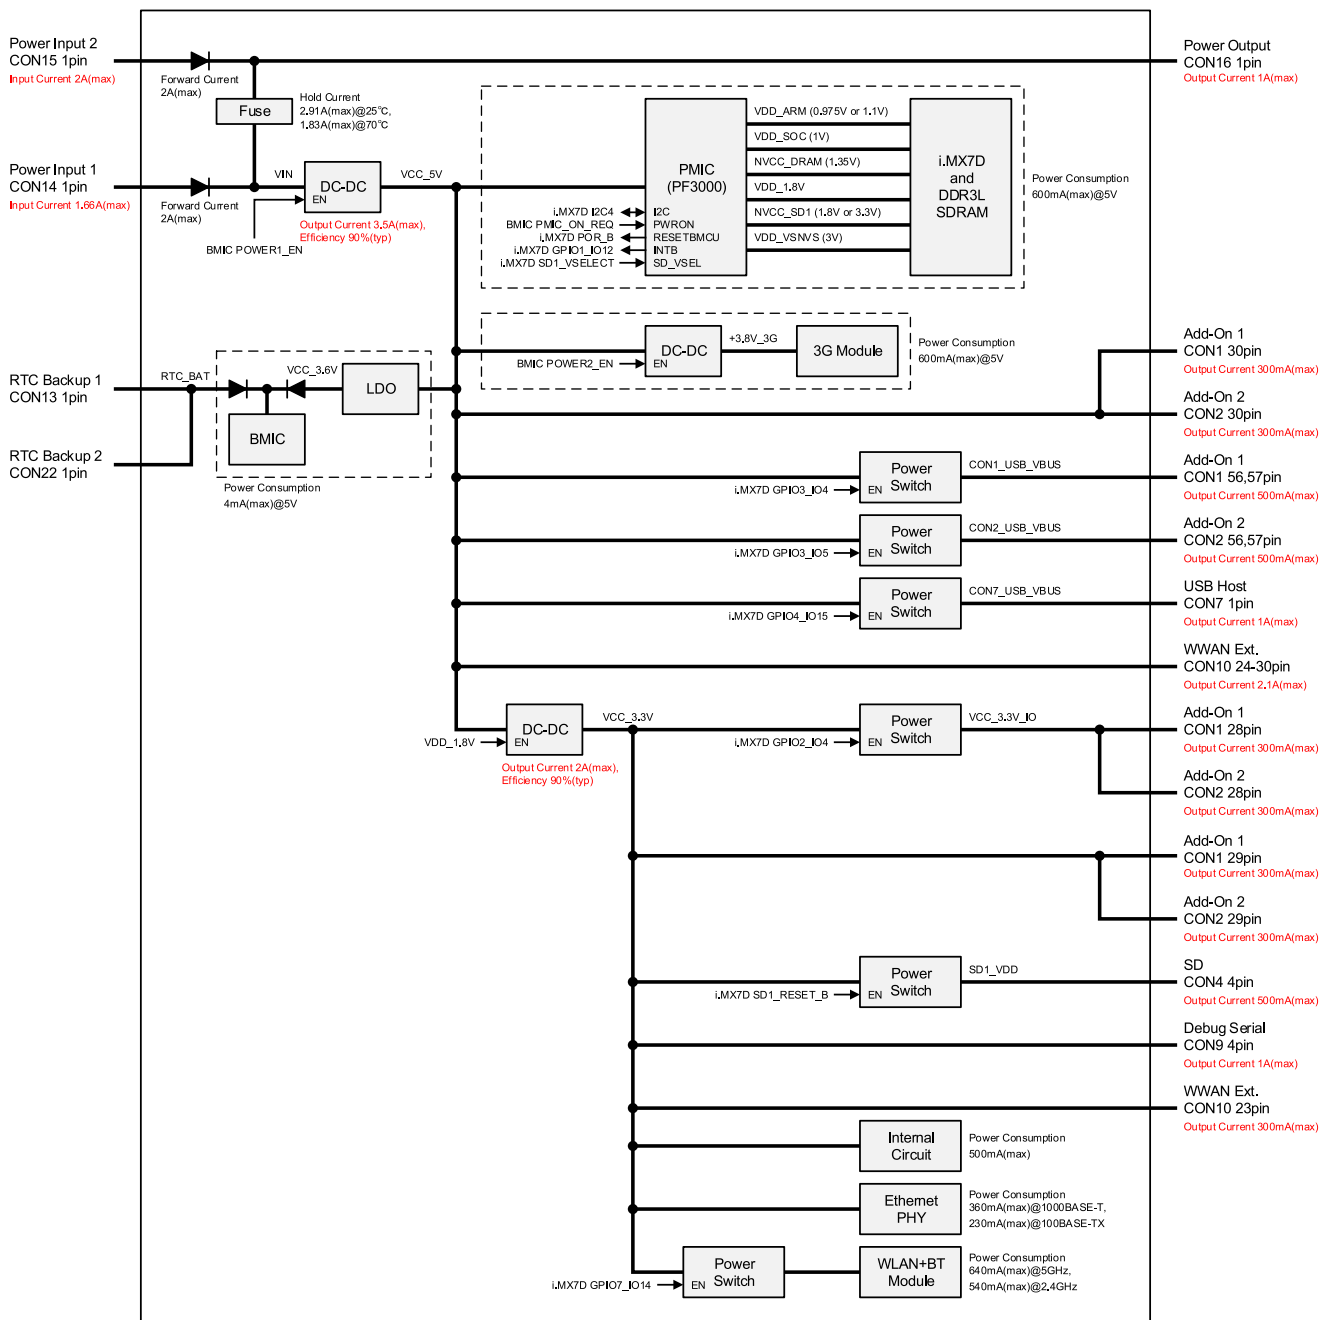 Power Input 2
CON15 1pin
Input Current 2A(max)
Forward Current
2A(max)
Fuse
Hold Current
2.91A(max)@25°C,
1.83A(max)@70°C
Power Output
CON16 1pin
Output Current 1A(max)
Power Input 1
CON14 1pin
Input Current 1.66A(max)
Forward Current
2A(max)
VIN
DC-DC
EN
VCC_5V
BMIC POWER1_EN
Output Current 3.5A(max),
Efficiency 90%(typ)
PMIC
(PF3000)
i.MX7D I2C4
I2C
BMIC PMIC_ON_REQ
PWRON
i.MX7D POR_B
RESETBMCU
i.MX7D GPIO1_IO12
INTB
i.MX7D SD1_VSELECT
SD_VSEL
VDD_ARM (0.975V or 1.1V)
VDD_SOC (1V)
NVCC_DRAM (1.35V)
VDD_1.8V
NVCC_SD1 (1.8V or 3.3V)
VDD_VSNVS (3V)
i.MX7D
and
DDR3L
SDRAM
Power Consumption
600mA(max)@5V
BMIC POWER2_EN
DC-DC
EN
+3.8V_3G
3G Module
Power Consumption
600mA(max)@5V
Add-On 1
CON1 30pin
Output Current 300mA(max)
Add-On 2
CON2 30pin
Output Current 300mA(max)
RTC Backup 1
CON13 1pin
RTC_BAT
VCC_3.6V
LDO
BMIC
RTC Backup 2
CON22 1pin
Power Consumption
4mA(max)@5V
i.MX7D GPIO3_IO4
Power
Switch
EN
CON1_USB_VBUS
Add-On 1
CON1 56,57pin
Output Current 500mA(max)
i.MX7D GPIO3_IO5
Power
Switch
EN
CON2_USB_VBUS
Add-On 2
CON2 56,57pin
Output Current 500mA(max)
i.MX7D GPIO4_IO15
Power
Switch
EN
CON7_USB_VBUS
USB Host
CON7 1pin
Output Current 1A(max)
WWAN Ext.
CON10 24-30pin
Output Current 2.1A(max)
VDD_1.8V
DC-DC
EN
VCC_3.3V
Output Current 2A(max),
Efficiency 90%(typ)
i.MX7D GPIO2_IO4
Power
Switch
EN
VCC_3.3V_IO
Add-On 1
CON1 28pin
Output Current 300mA(max)
Add-On 2
CON2 28pin
Output Current 300mA(max)
Add-On 1
CON1 29pin
Output Current 300mA(max)
Add-On 2
CON2 29pin
Output Current 300mA(max)
i.MX7D SD1_RESET_B
Power
Switch
EN
SD1_VDD
SD
CON4 4pin
Output Current 500mA(max)
Debug Serial
CON9 4pin
Output Current 1A(max)
WWAN Ext.
CON10 23pin
Output Current 300mA(max)
Internal
Circuit
Power Consumption
500mA(max)
Ethernet
PHY
Power Consumption
360mA(max)@1000BASE-T,
230mA(max)@100BASE-TX
i.MX7D GPIO7_IO14
Power
Switch
EN
WLAN+BT
Module
Power Consumption
640mA(max)@5GHz,
540mA(max)@2.4GHz